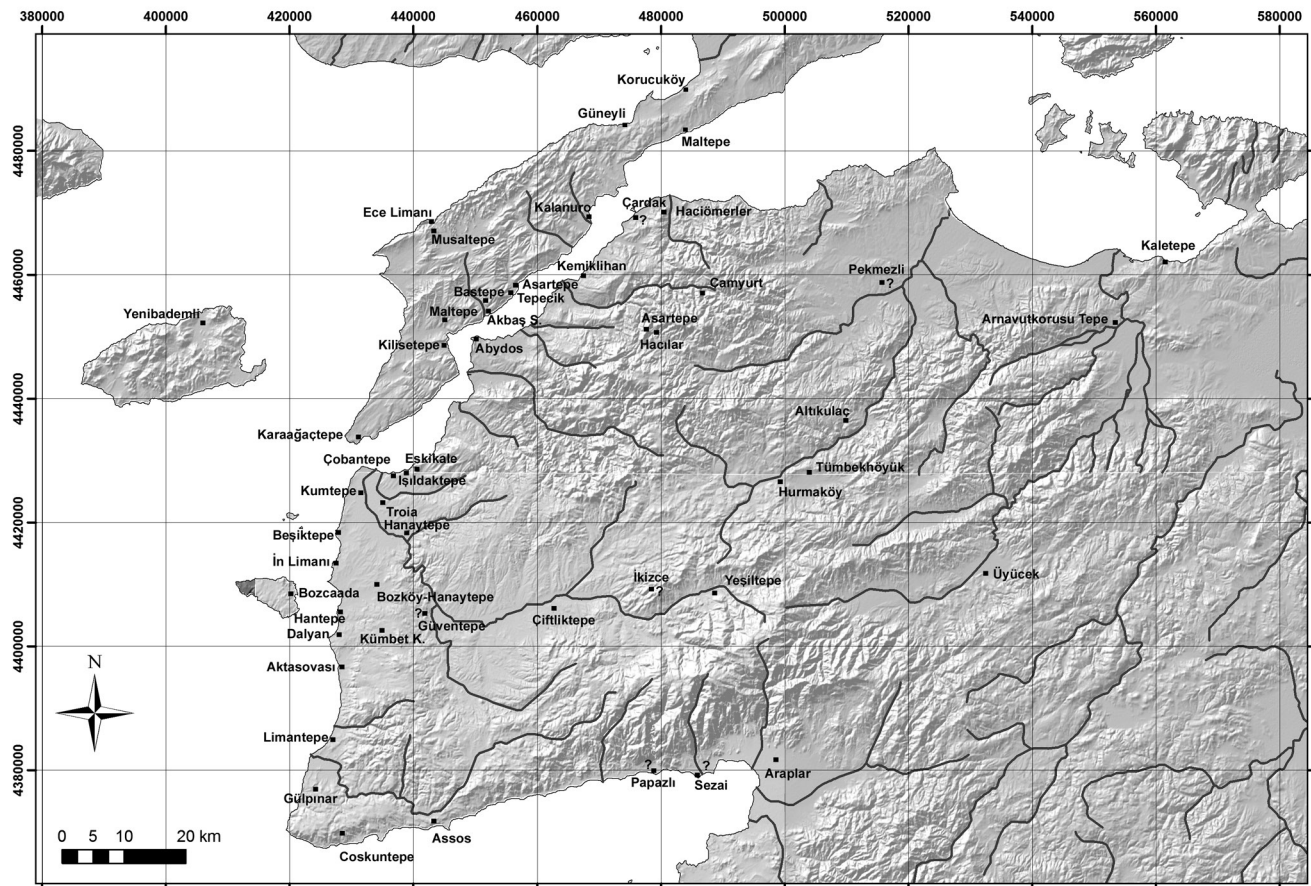 380000 400000 420000 440000 460000 480000 500000 520000 540000 560000 580000
4480000
4460000
4440000
4420000
4400000
4380000
Korucuköy
Güneyli
Maltepe
Ece Limanı
Musaltepe
Kalanuro
Çardak
?
Haciömerler
Kaletepe
Kemiklihan
Asartepe
Bastepe
Tepecik
Çamyurt
Pekmezli
?
Yenibademli
Maltepe
Akbaş S.
Asartepe
Hacılar
Arnavutkorusu Tepe
Kilisetepe
Abydos
Altıkulaç
Karaağaçtepe
Çobantepe
Eskikale
Işıldaktepe
Tümbekhöyük
Hurmaköy
Kumtepe
Troia
Hanaytepe
Beşiktepe
İn Limanı
Bozcaada
Bozköy-Hanaytepe
İkizce
?
Yeşiltepe
Üyücek
Hantepe
?
Güventepe
Çiftliktepe
Dalyan
Kümbet K.
Aktasovası
N
Limantepe
?
Papazlı
?
Sezai
Araplar
Gülpınar
Assos
Coskuntepe
0 5 10 20 km